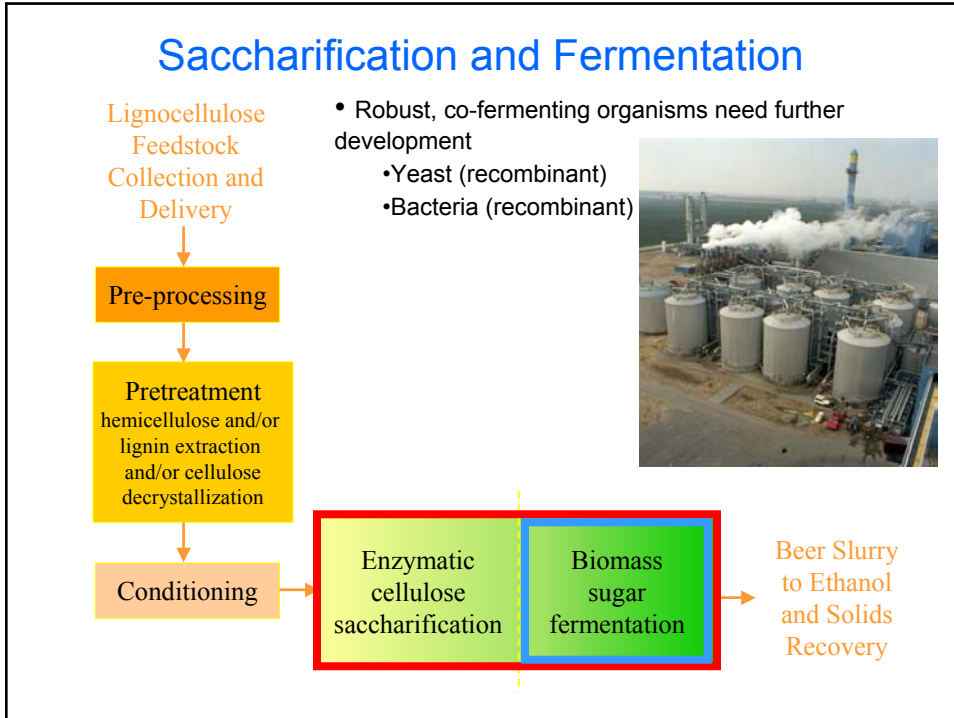 Saccharification and Fermentation
Lignocellulose
Feedstock
Collection and
Delivery
• Robust, co-fermenting organisms need further
development
•Yeast (recombinant)
•Bacteria (recombinant)
Pre-processing
Pretreatment
hemicellulose and/or
lignin extraction
and/or cellulose
decrystallization
Conditioning
Enzymatic
cellulose
saccharification
Biomass
sugar
fermentation
Beer Slurry
to Ethanol
and Solids
Recovery